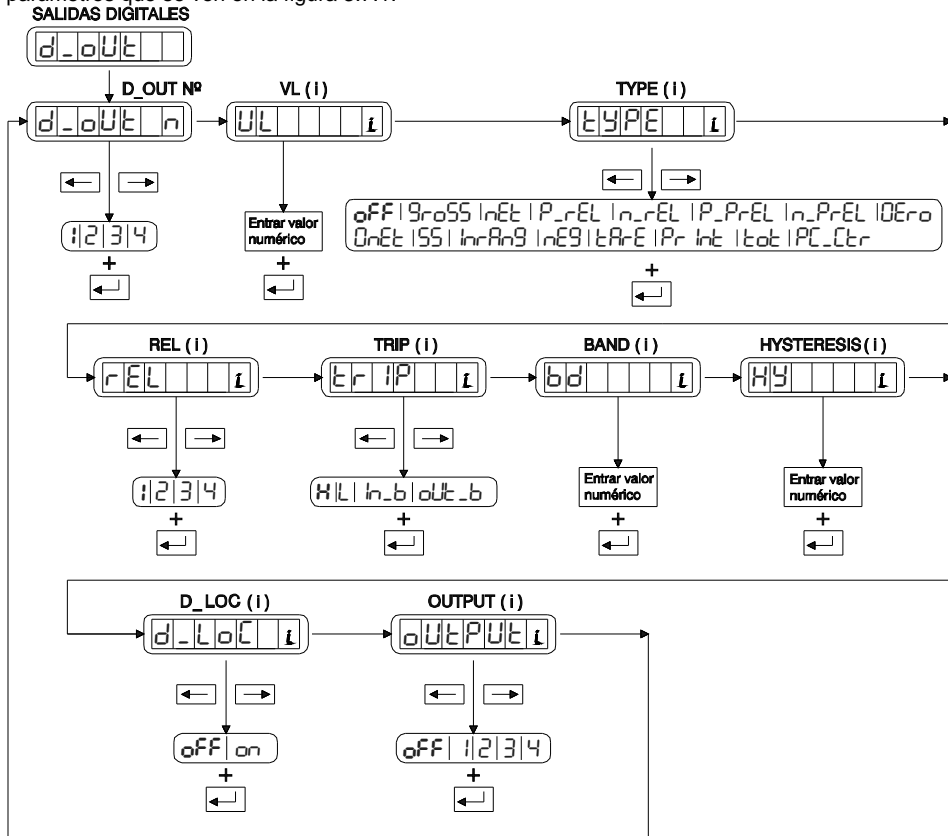 parámetros que se ven en la figura
SALIDAS DIGITALES
d_oUt
D_OUT Nº VL ( i ) TYPE ( i )
d_oUt n UL i tYPE i
1|2|3|4
+
Entrar valor
numérico
+
oFF|9roSS|nEt|P_rEL|n_rEL|P_PrEL|n_PrEL|0Ero
0nEt|SS|InrAn9|nE9|tArE|Pr Int|tot|PC_Ctr
+
REL ( i ) TRIP ( i ) BAND ( i ) HYSTERESIS ( i )
rEL i tr IP i bd i HY i
1|2|3|4
+
H|L|In_b|oUt_b
+
Entrar valor
numérico
+
Entrar valor
numérico
+
D_LOC ( i ) OUTPUT ( i )
d_LoC i oUtPUt i
oFF|on
+
oFF|1|2|3|4
+